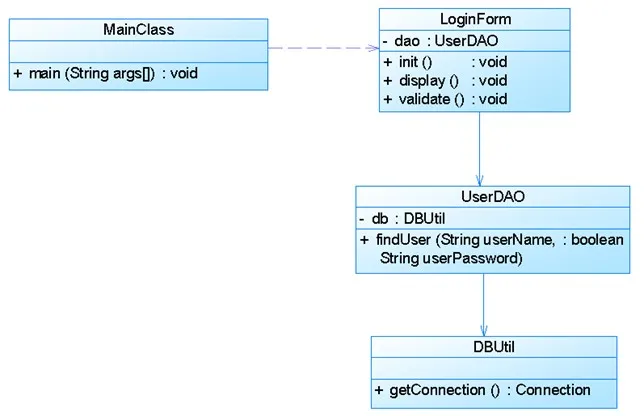 MainClass
+ main (String args[]) : void
LoginForm
- dao : UserDAO
+ init () : void
+ display () : void
+ validate () : void
UserDAO
- db : DBUtil
+ findUser (String userName, : boolean
String userPassword)
DBUtil
+ getConnection () : Connection